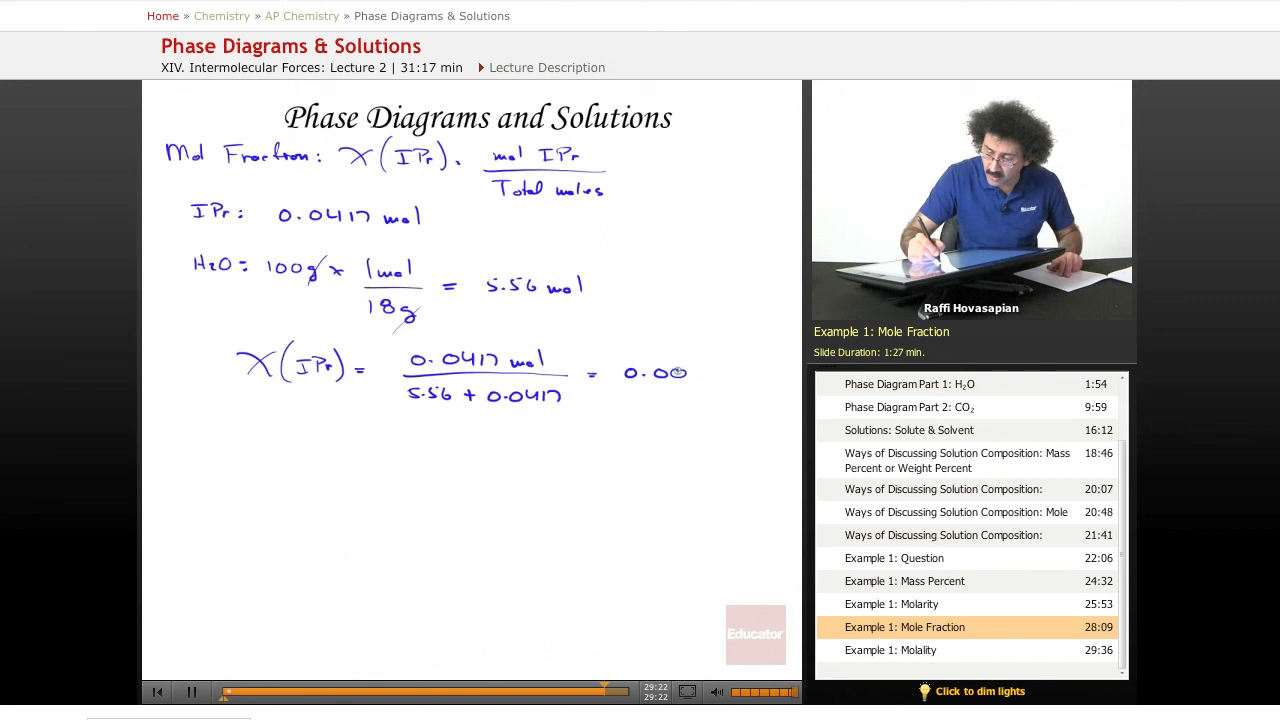 Home » Chemistry » AP Chemistry » Phase Diagrams & Solutions
Phase Diagrams & Solutions
XIV. Intermolecular Forces: Lecture 2 | 31:17 min
Lecture Description
Phase Diagrams and Solutions
Mol Fraction: X(IPr). mol IPr
Total moles
IPr: 0.0417 mol
H2O: 100g x 1mol
18g
= 5.56 mol
X(IPr) = 0.0417 mol
5.56 + 0.0417
= 0.00
Educator
29:22
29:22
Educator
Raffi Hovasapian
Example 1: Mole Fraction
Slide Duration: 1:27 min.
Phase Diagram Part 1: H₂O 1:54
Phase Diagram Part 2: CO₂ 9:59
Solutions: Solute & Solvent 16:12
Ways of Discussing Solution Composition: Mass 18:46
Percent or Weight Percent
Ways of Discussing Solution Composition: 20:07
Ways of Discussing Solution Composition: Mole 20:48
Ways of Discussing Solution Composition: 21:41
Example 1: Question 22:06
Example 1: Mass Percent 24:32
Example 1: Molarity 25:53
Example 1: Mole Fraction 28:09
Example 1: Molality 29:36
Click to dim lights